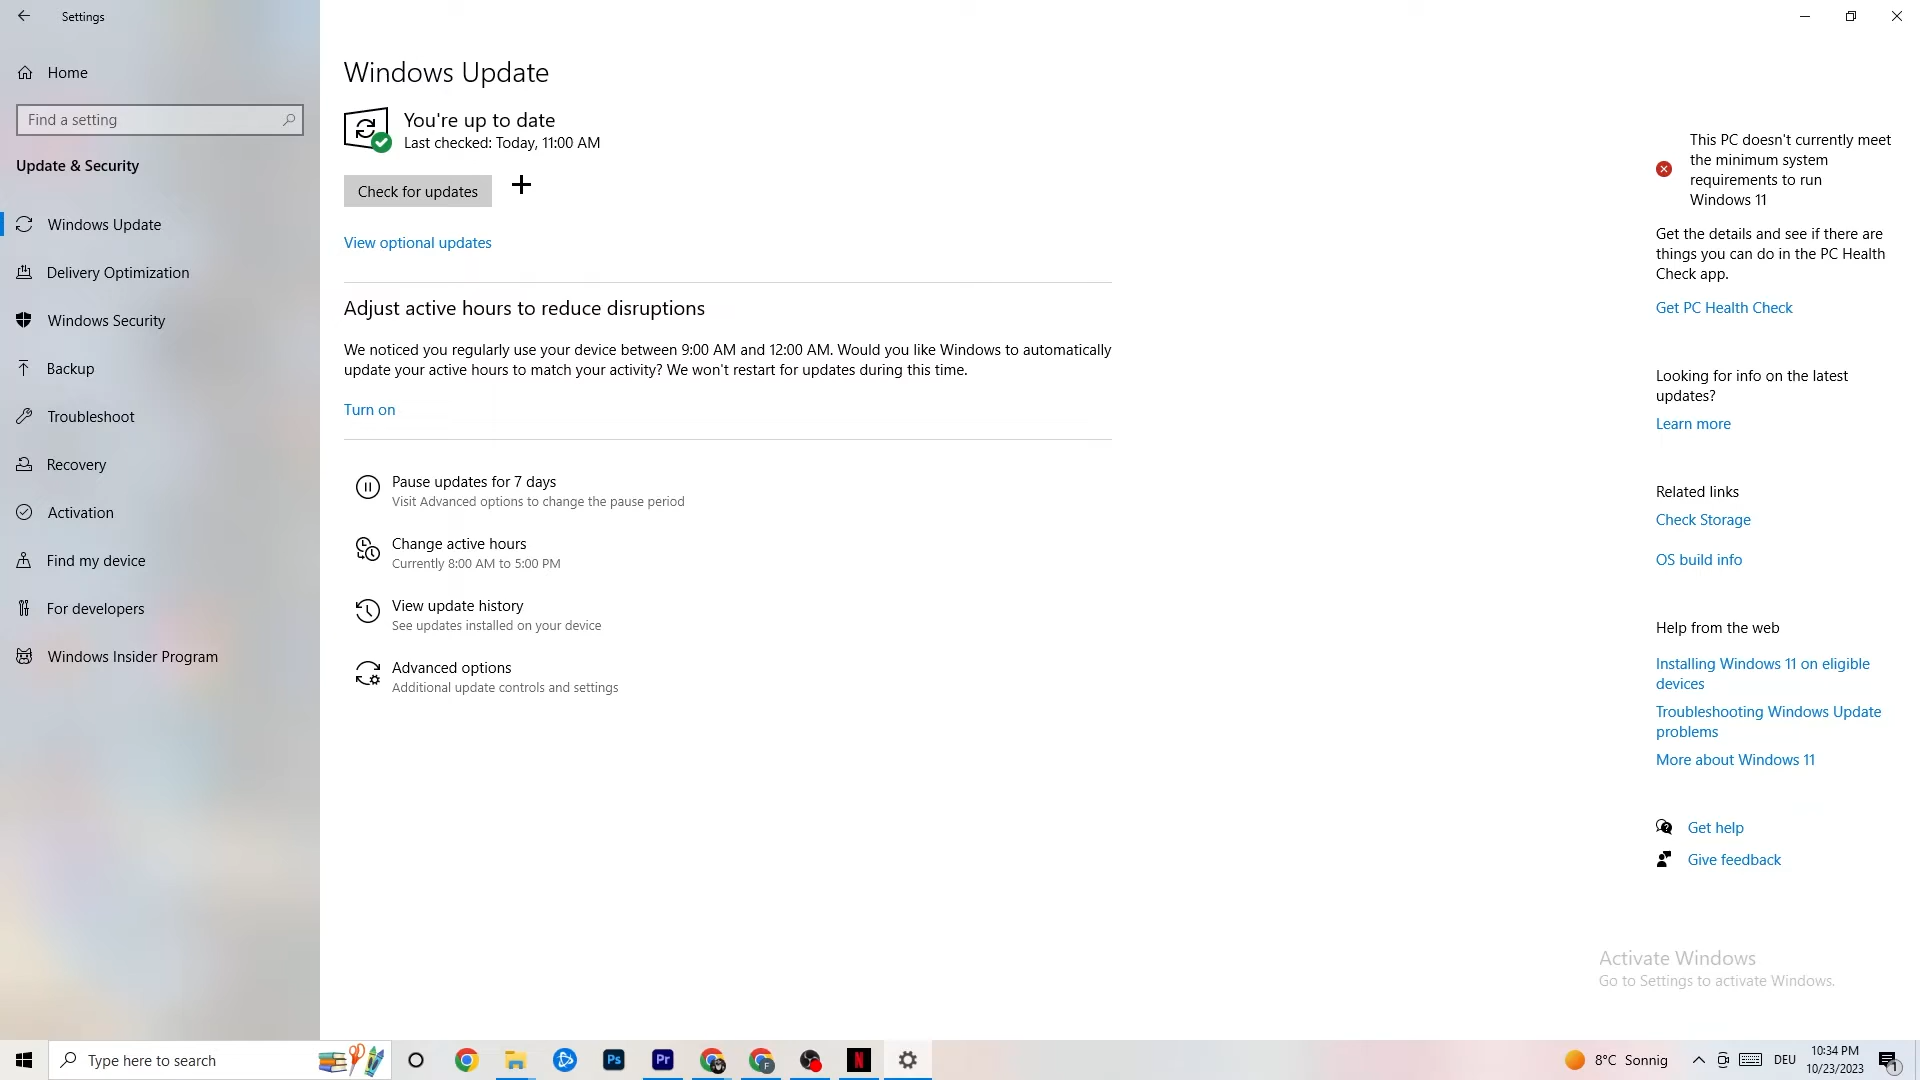 Settings
Home
Find a setting
Update & Security
Windows Update
Delivery Optimization
Windows Security
Backup
Troubleshoot
Recovery
Activation
Find my device
For developers
Windows Insider Program
Windows Update
You're up to date
Last checked: Today, 11:00 AM
Check for updates
View optional updates
Adjust active hours to reduce disruptions
We noticed you regularly use your device between 9:00 AM and 12:00 AM. Would you like Windows to automatically
update your active hours to match your activity? We won't restart for updates during this time.
Turn on
Pause updates for 7 days
Visit Advanced options to change the pause period
Change active hours
Currently 8:00 AM to 5:00 PM
View update history
See updates installed on your device
Advanced options
Additional update controls and settings
This PC doesn't currently meet
the minimum system
requirements to run
Windows 11
Get the details and see if there are
things you can do in the PC Health
Check app.
Get PC Health Check
Looking for info on the latest
updates?
Learn more
Related links
Check Storage
OS build info
Help from the web
Installing Windows 11 on eligible
devices
Troubleshooting Windows Update
problems
More about Windows 11
Get help
Give feedback
Activate Windows
Go to Settings to activate Windows.
Type here to search
Ps
Pr
F
N
8°C Sonnig
DEU
10:34 PM
10/23/2023
1